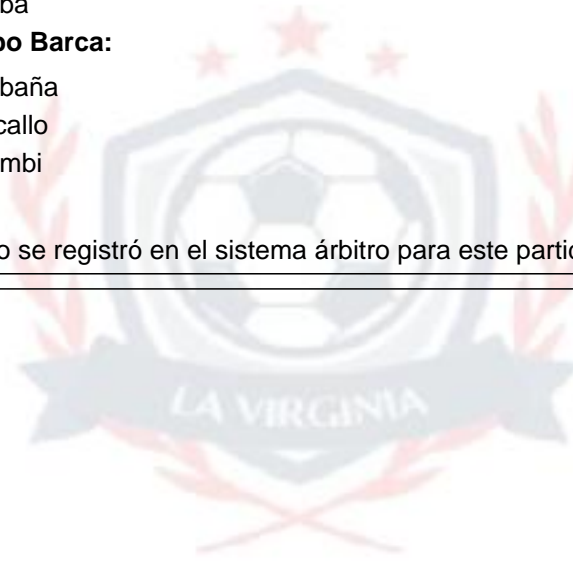 ba
po Barca:
baña
callo
mbi
o se registró en el sistema árbitro para este partic
LA VIRGINIA